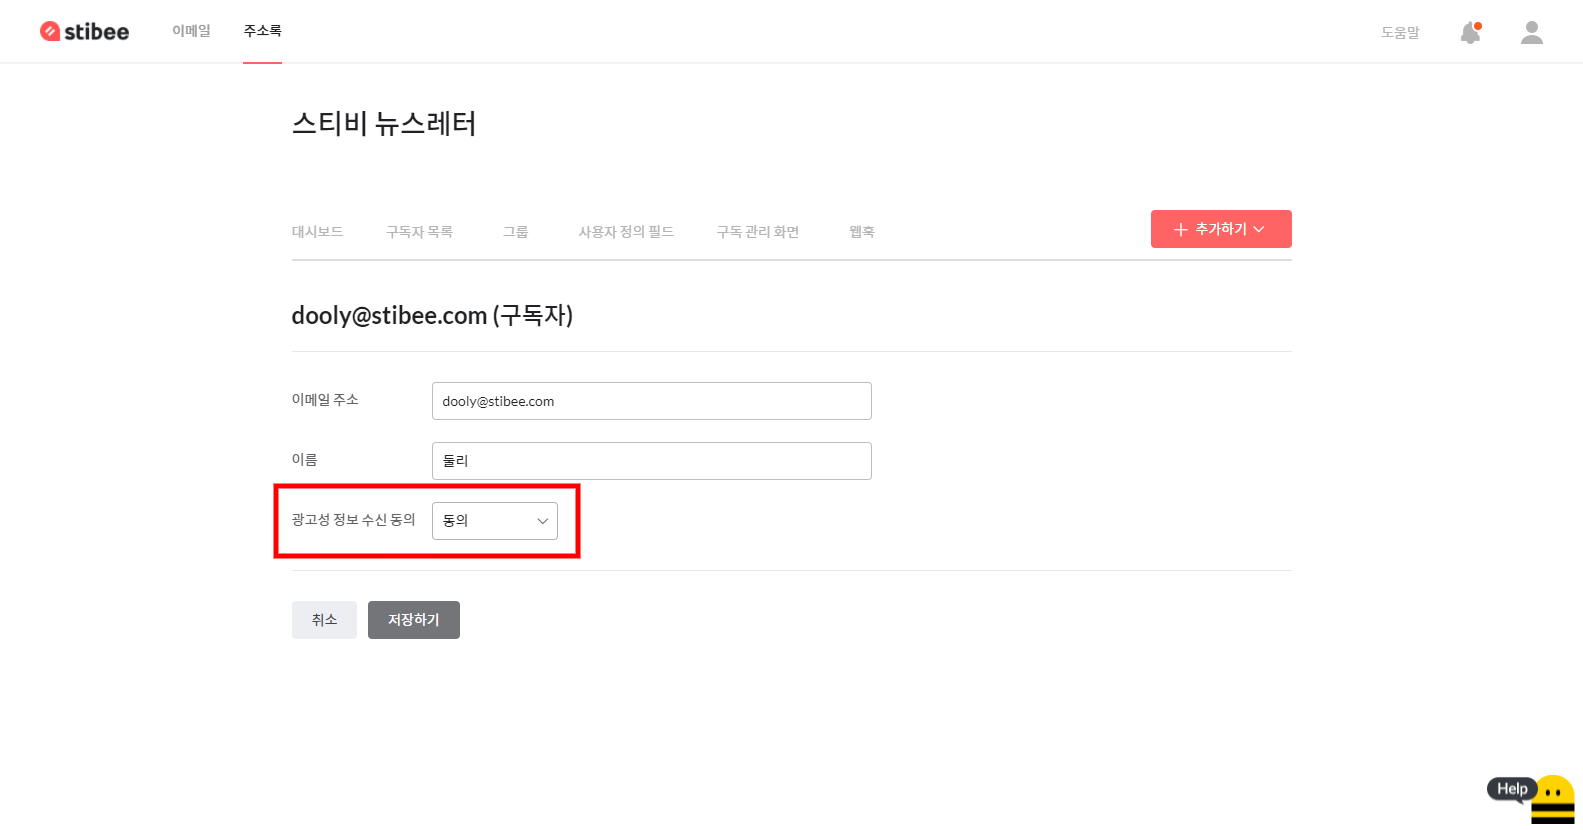 stibee 이메일 주소록 도움말
스티비 뉴스레터
대시보드 구독자 목록 그룹 사용자 정의 필드 구독 관리 화면 웹훅 추가하기
dooly@stibee.com (구독자)
이메일 주소 dooly@stibee.com
이름 둘리
광고성 정보 수신 동의 동의
취소 저장하기
Help